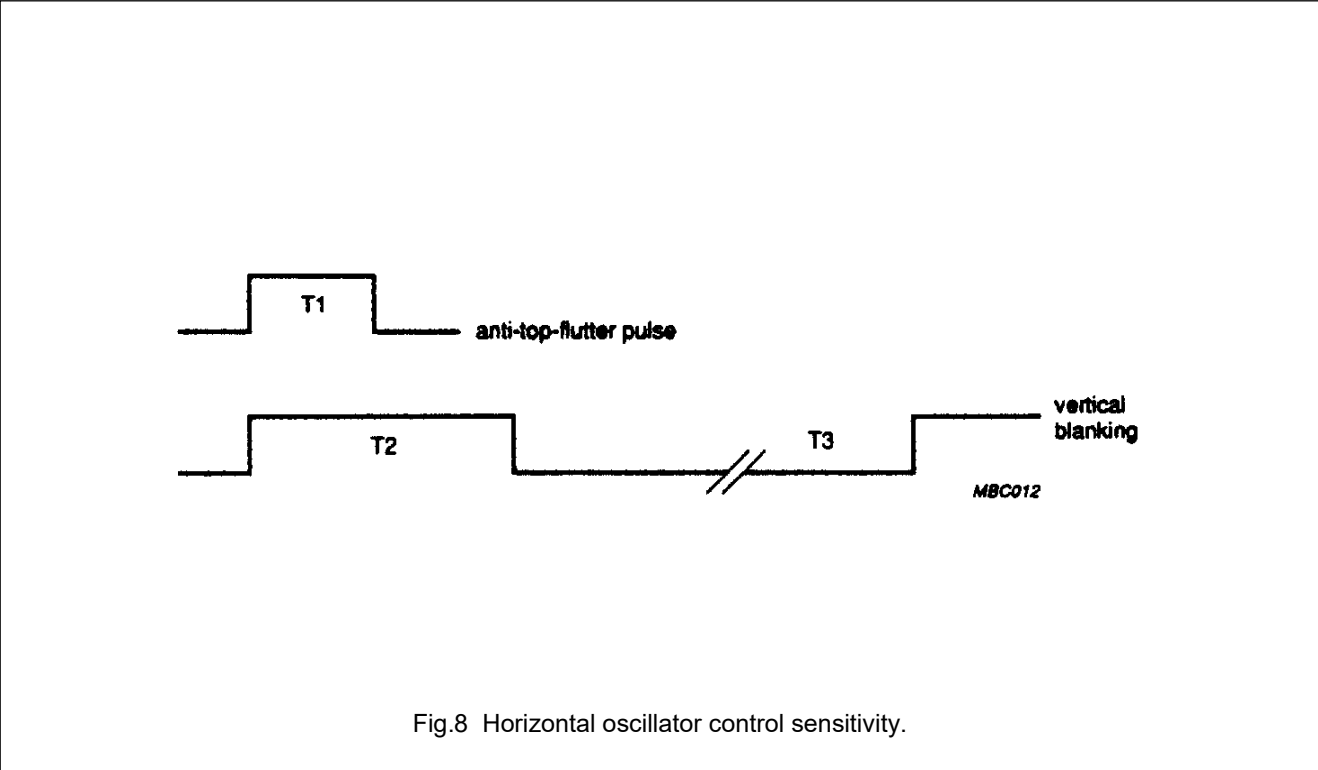 T1
anti-top-flutter pulse
vertical
blanking
T2
T3
MBC012
Fig.8 Horizontal oscillator control sensitivity.